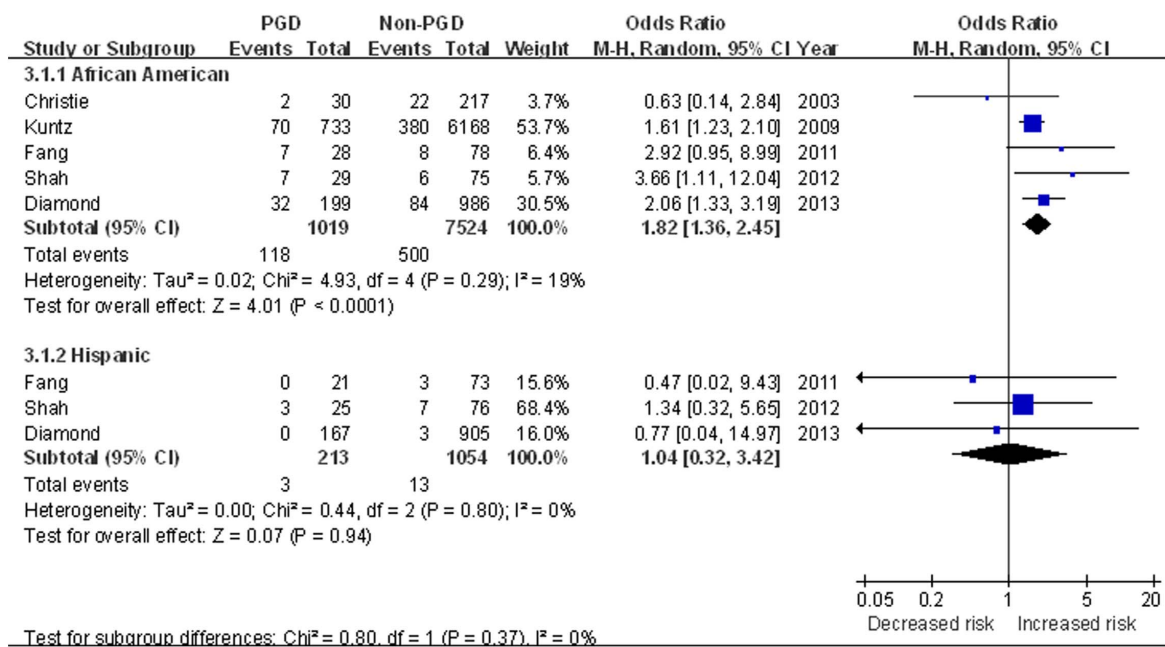 PGD Non-PGD Odds Ratio Odds Ratio
Study or Subgroup Events Total Events Total Weight M-H, Random, 95% CI Year M-H, Random, 95% CI
3.1.1 African American
Christie 2 30 22 217 3.7% 0.63 [0.14, 2.84] 2003
Kuntz 70 733 380 6168 53.7% 1.61 [1.23, 2.10] 2009
Fang 7 28 8 78 6.4% 2.92 [0.95, 8.99] 2011
Shah 7 29 6 75 5.7% 3.66 [1.11, 12.04] 2012
Diamond 32 199 84 986 30.5% 2.06 [1.33, 3.19] 2013
Subtotal (95% CI) 1019 7524 100.0% 1.82 [1.36, 2.45]
Total events 118 500
Heterogeneity: Tau² = 0.02; Chi² = 4.93, df = 4 (P = 0.29); I² = 19%
Test for overall effect: Z = 4.01 (P < 0.0001)
3.1.2 Hispanic
Fang 0 21 3 73 15.6% 0.47 [0.02, 9.43] 2011
Shah 3 25 7 76 68.4% 1.34 [0.32, 5.65] 2012
Diamond 0 167 3 905 16.0% 0.77 [0.04, 14.97] 2013
Subtotal (95% CI) 213 1054 100.0% 1.04 [0.32, 3.42]
Total events 3 13
Heterogeneity: Tau² = 0.00; Chi² = 0.44, df = 2 (P = 0.80); I² = 0%
Test for overall effect: Z = 0.07 (P = 0.94)
0.05 0.2 1 5 20
Decreased risk Increased risk
Test for subgroup differences: Chi² = 0.80, df = 1 (P = 0.37), I² = 0%